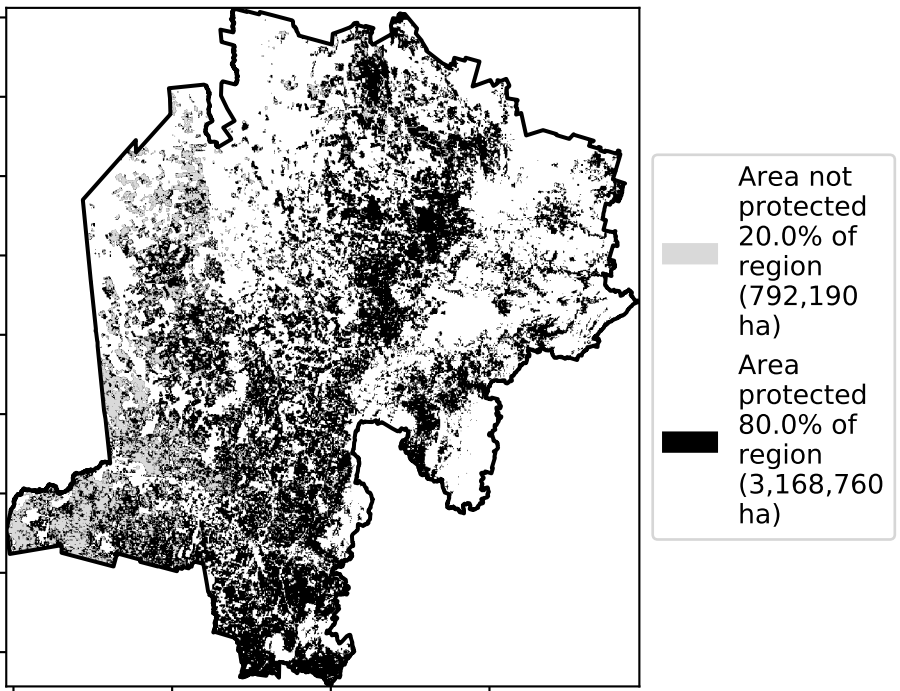 Area not
protected
20.0% of
region
(792,190
ha)
Area
protected
80.0% of
region
(3,168,760
ha)